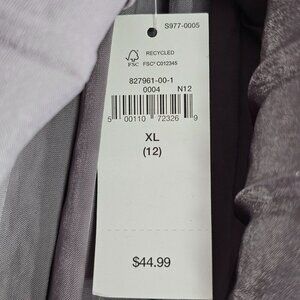 S977-0005
FSC
RECYCLED
FSC® C012345
827961-00-1
0004 N12
5 00110 72326 9
XL
(12)
$44.99